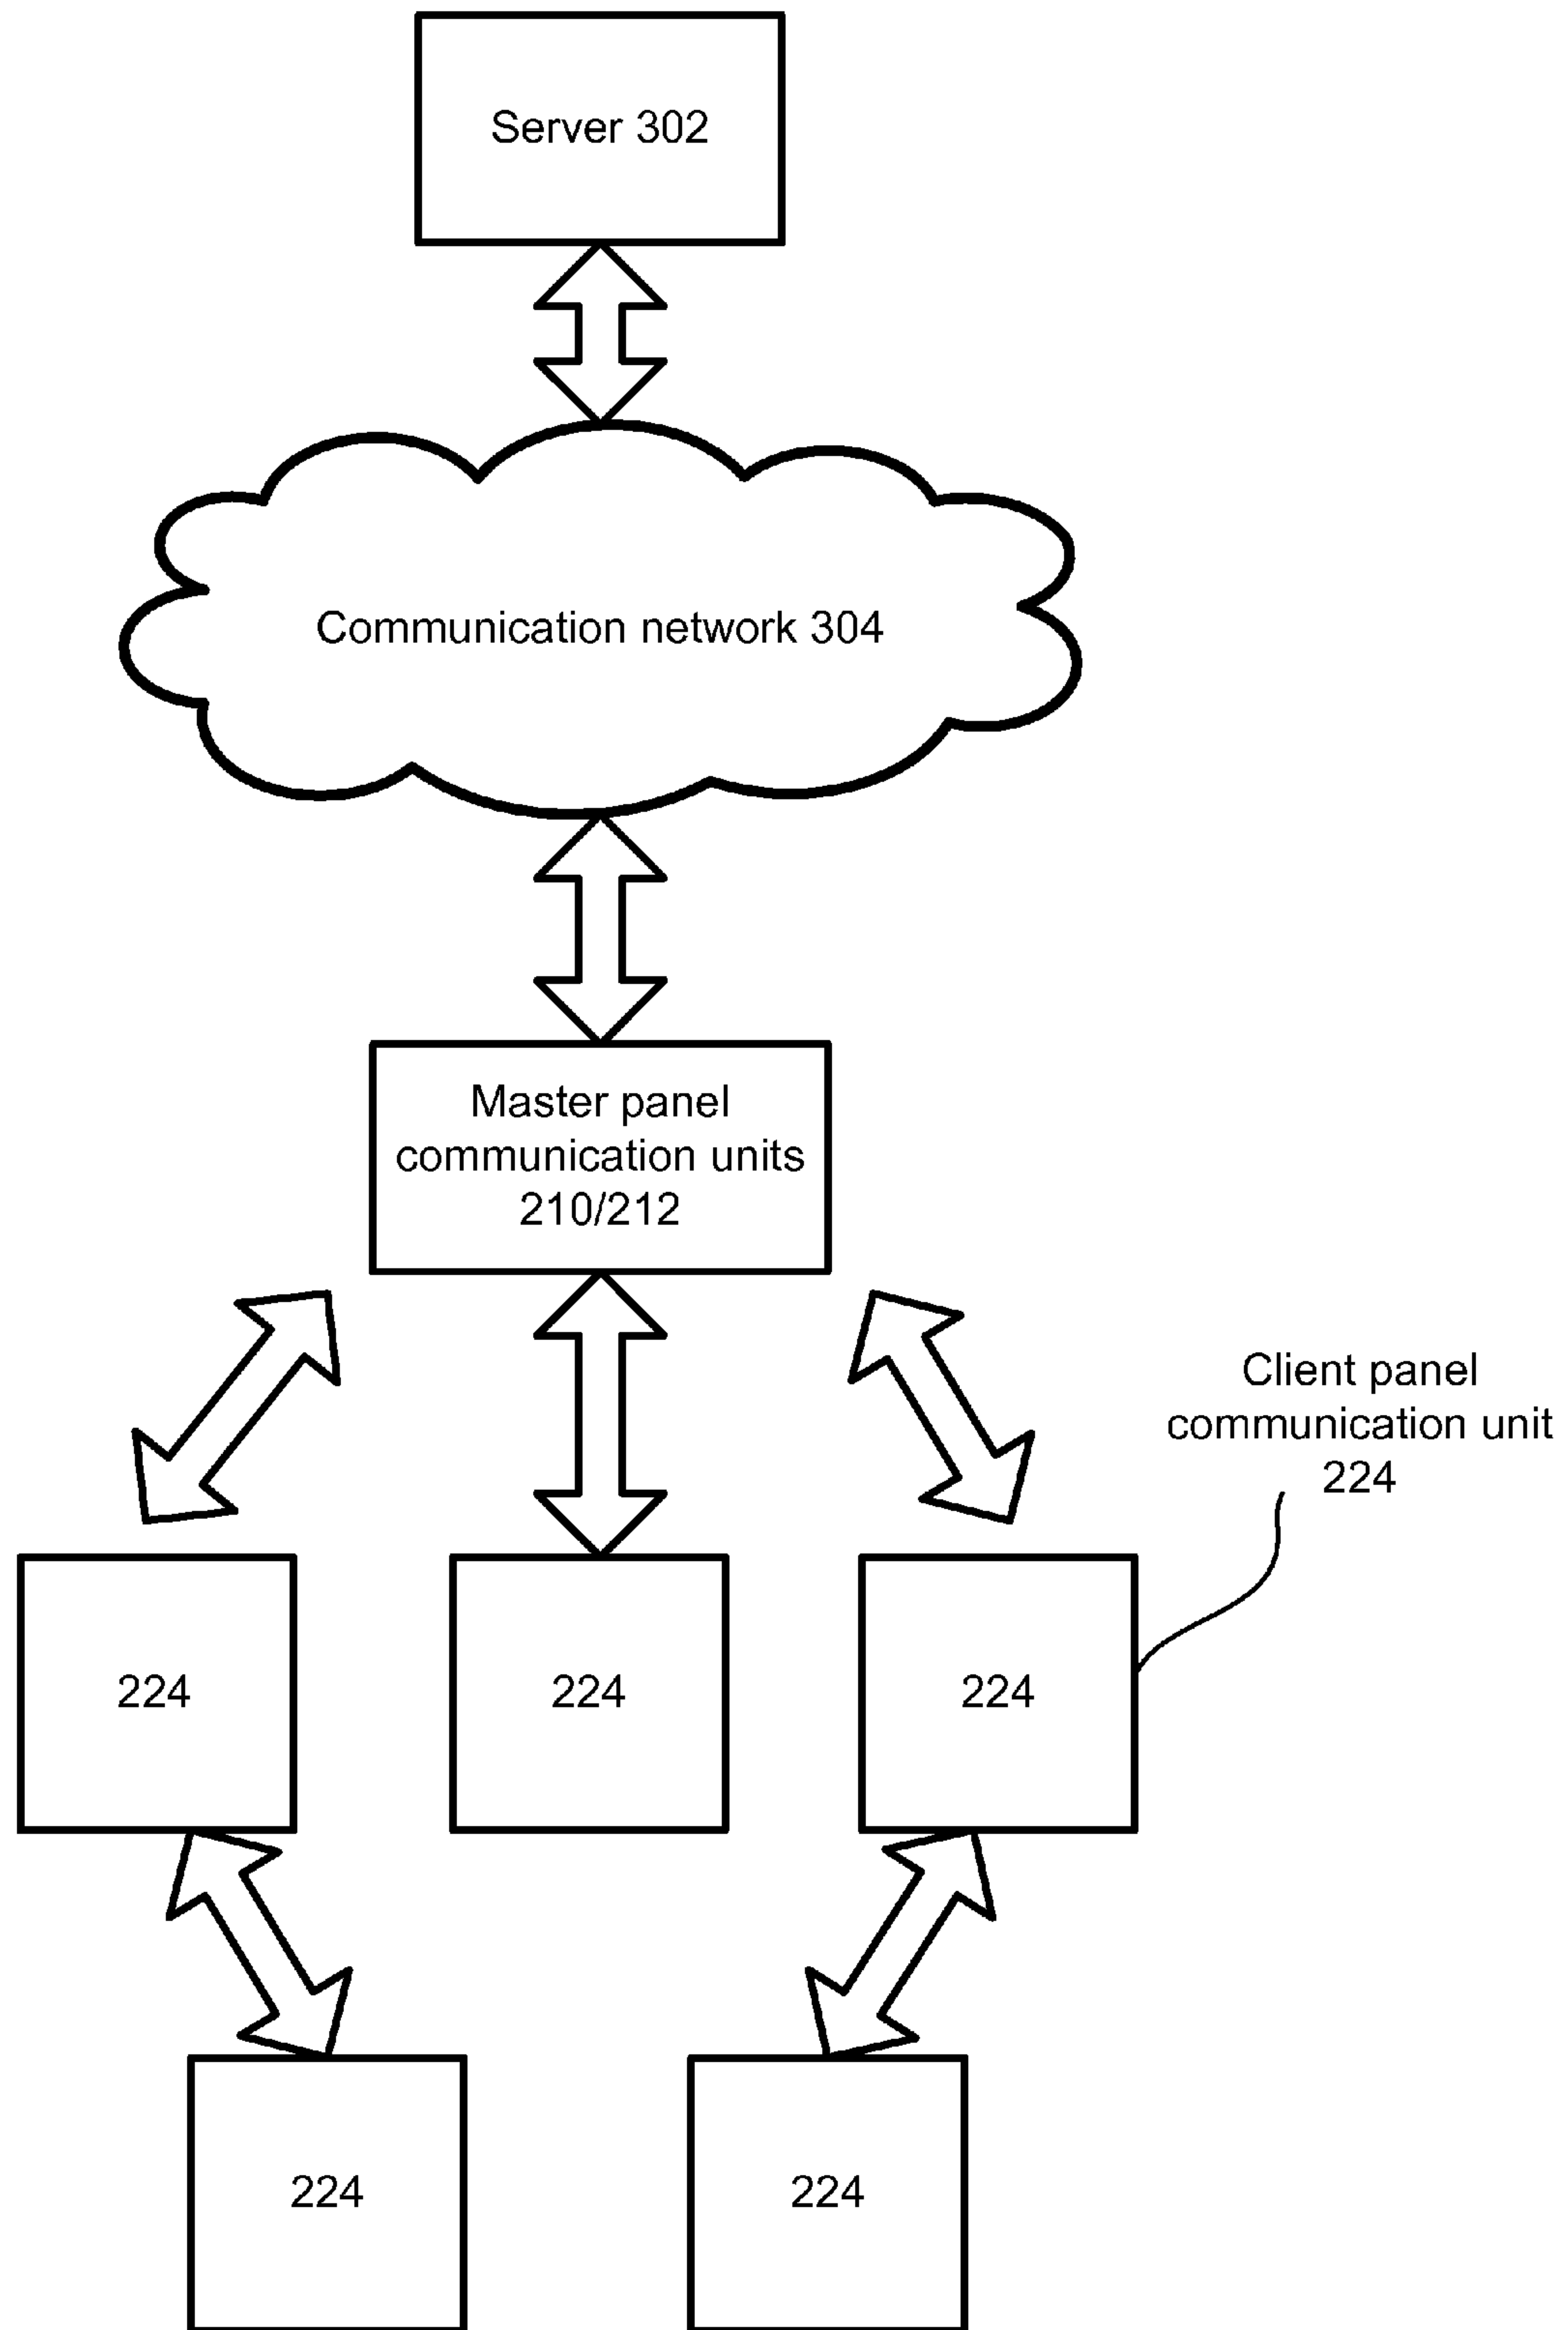 Server 302
Communication network 304
Master panel
communication units
210/212
Client panel
communication unit
224
224
224
224
224
224